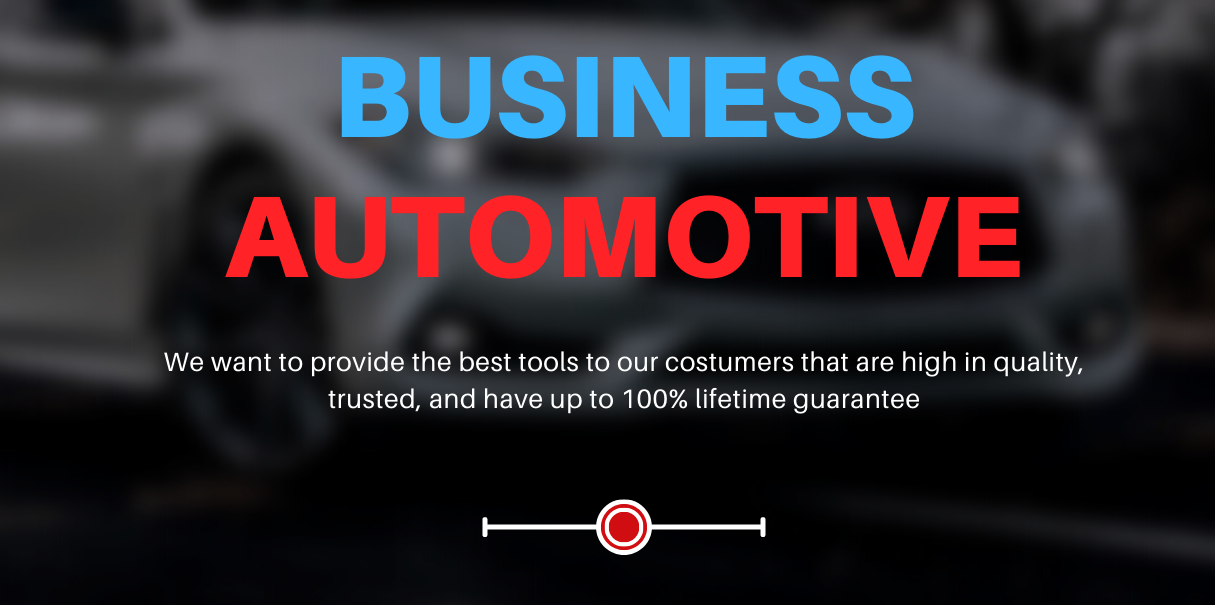 BUSINESS
AUTOMOTIVE
We want to provide the best tools to our costumers that are high in quality,
trusted, and have up to 100% lifetime guarantee